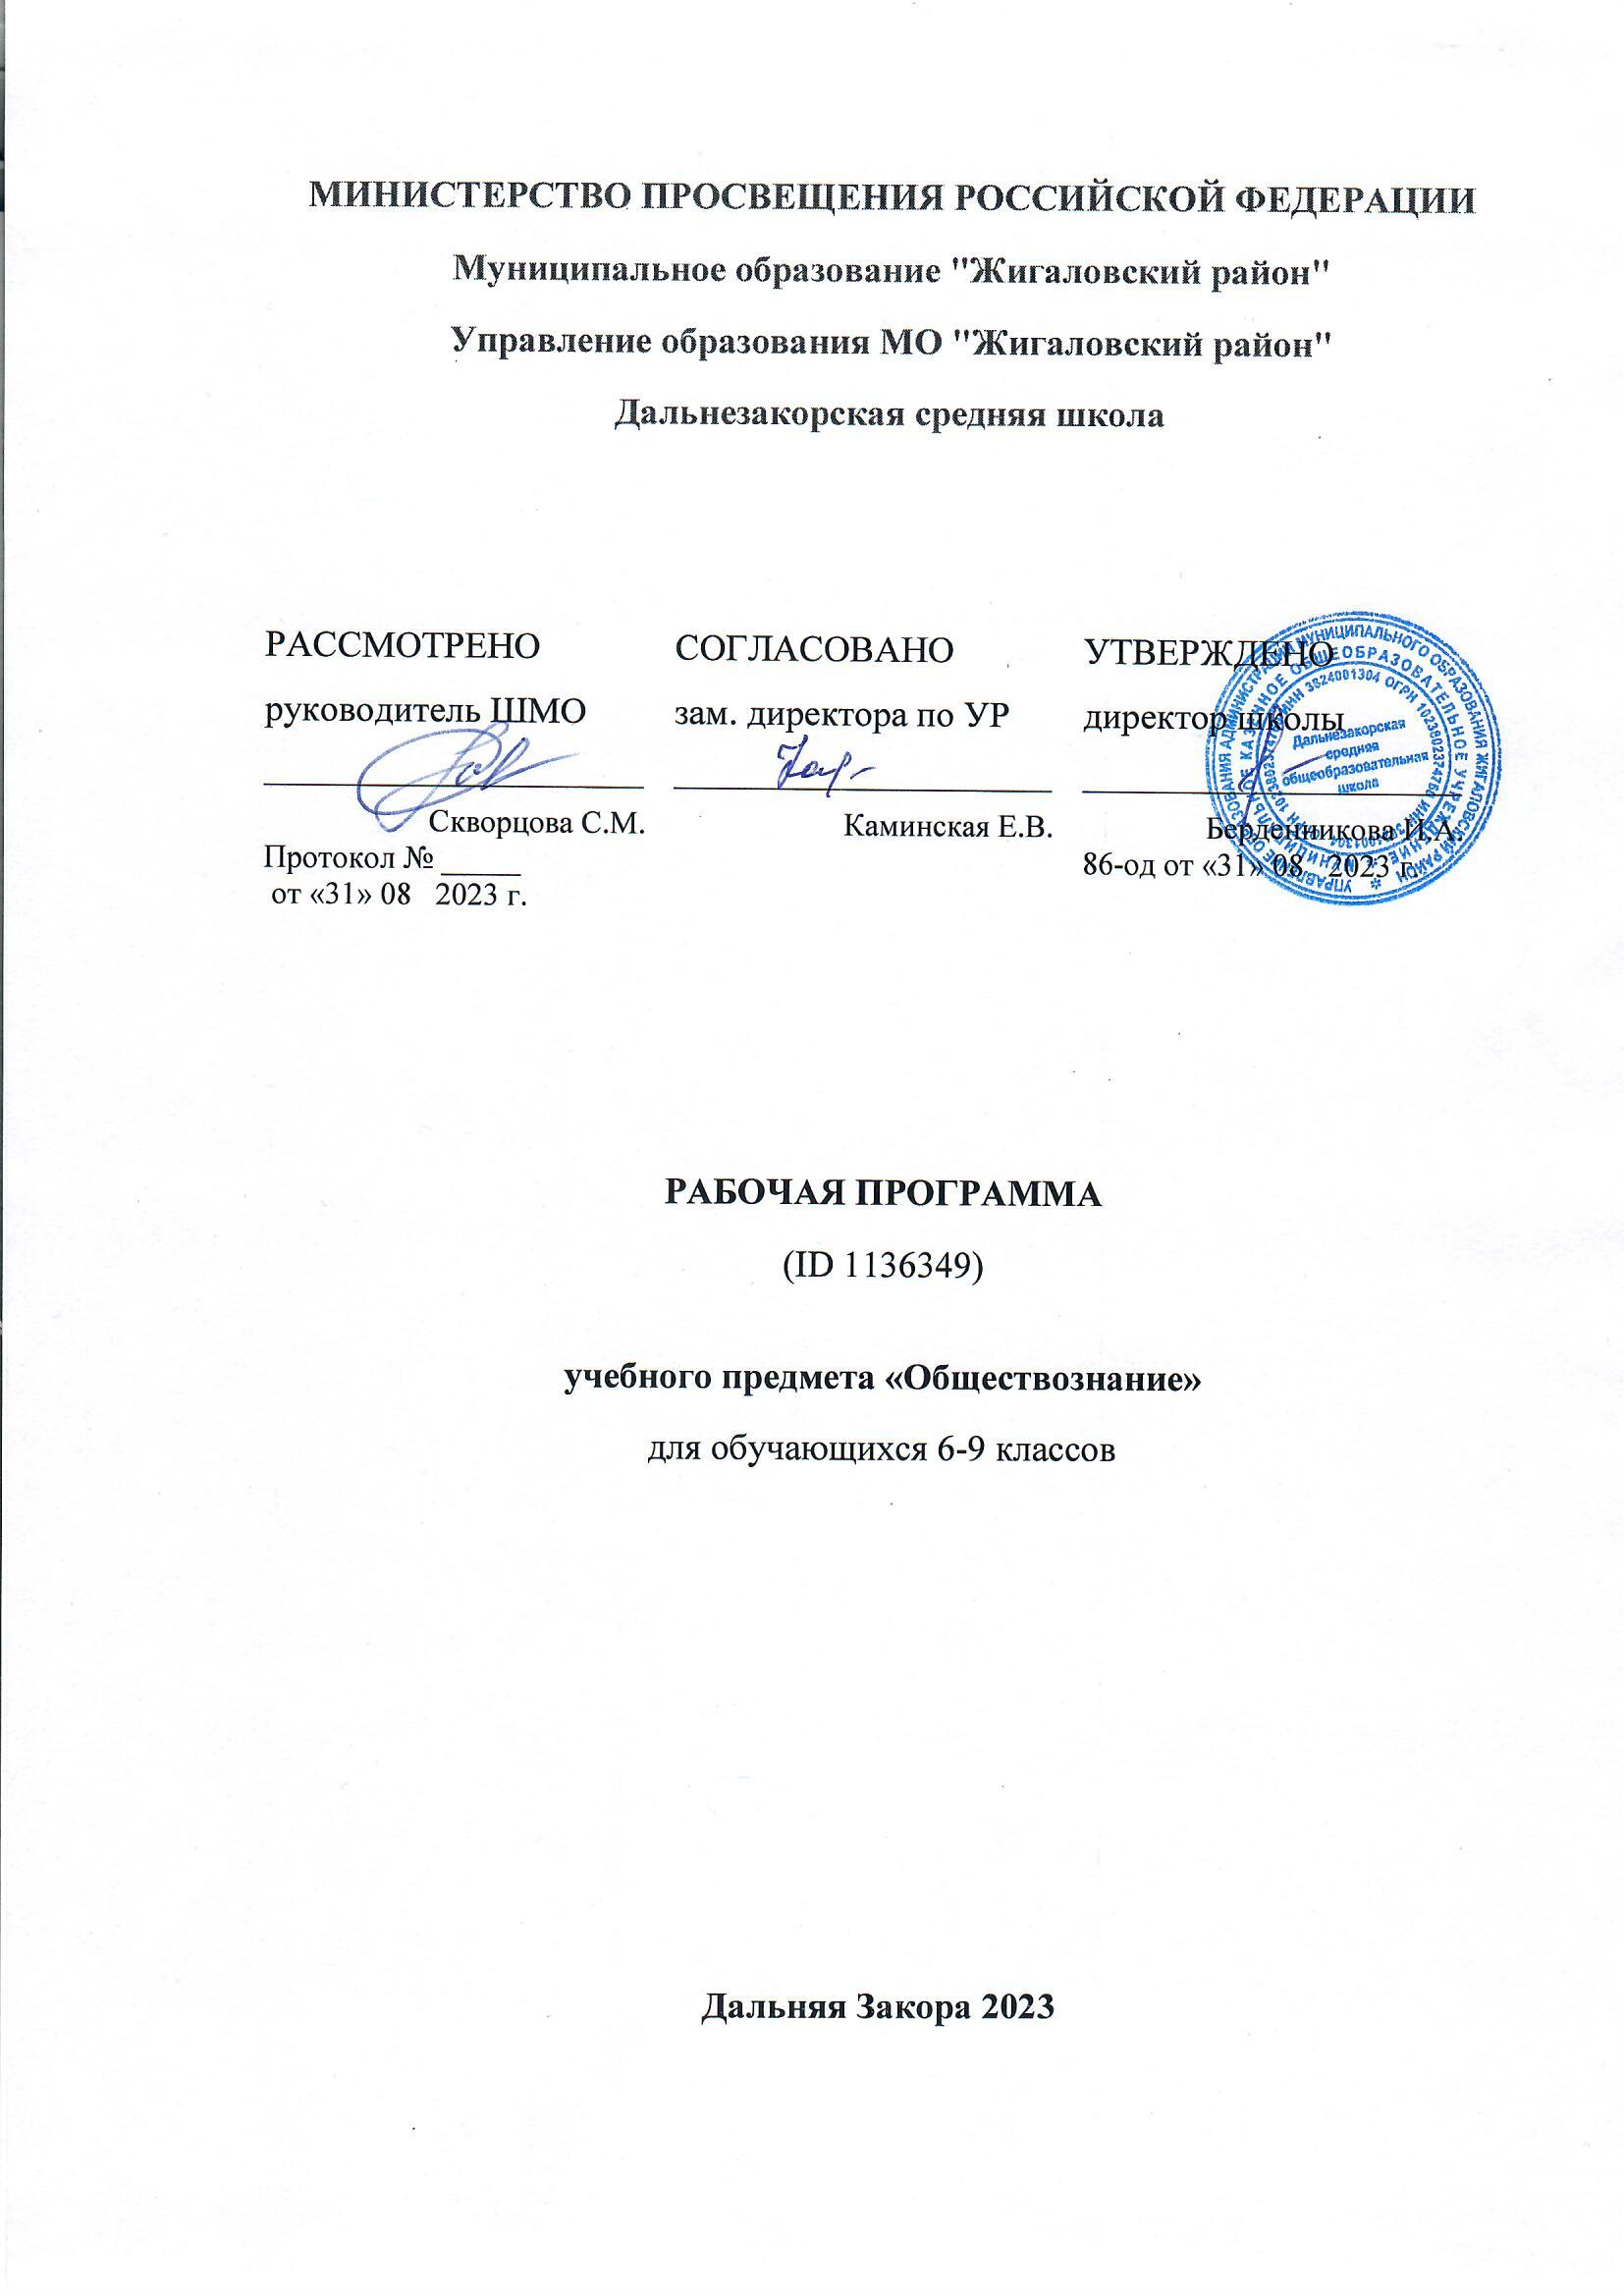 МИНИСТЕРСТВО ПРОСВЕЩЕНИЯ РОССИЙСКОЙ ФЕДЕРАЦИИ
Муниципальное образование "Жигаловский район"
Управление образования МО "Жигаловский район"
Дальнезакорская средняя школа
РАССМОТРЕНО
руководитель ШМО
Скворцова С.М.
Протокол № _____
от «31» 08 2023 г.
СОГЛАСОВАНО
зам. директора по УР
Каминская Е.В.
УТВЕРЖДЕНО
директор школы
Берденникова И.А.
86-од от «31» 08 2023 г.
Дальнезакорская
средняя
общеобразовательная
школа
РАБОЧАЯ ПРОГРАММА
(ID 1136349)
учебного предмета «Обществознание»
для обучающихся 6-9 классов
Дальняя Закора 2023